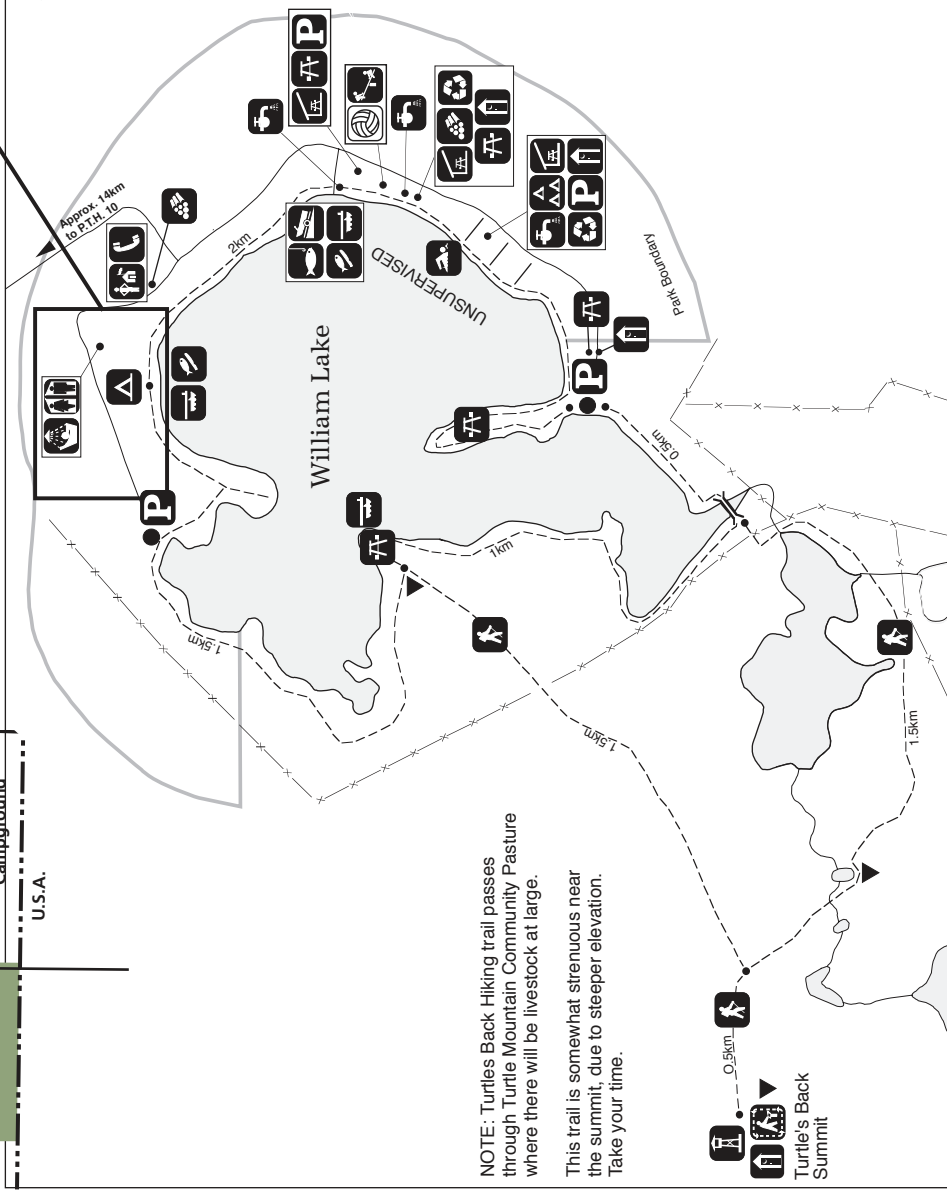 Campground
U.S.A.
Approx. 14km
to P.T.H. 10
2km
P
UNSUPERVISED
P
William Lake
Park Boundary
P
P
0.5km
1km
1.5km
1.5km
1.5km
0.5km
NOTE: Turtles Back Hiking trail passes
through Turtle Mountain Community Pasture
where there will be livestock at large.
This trail is somewhat strenuous near
the summit, due to steeper elevation.
Take your time.
Turtle's Back
Summit